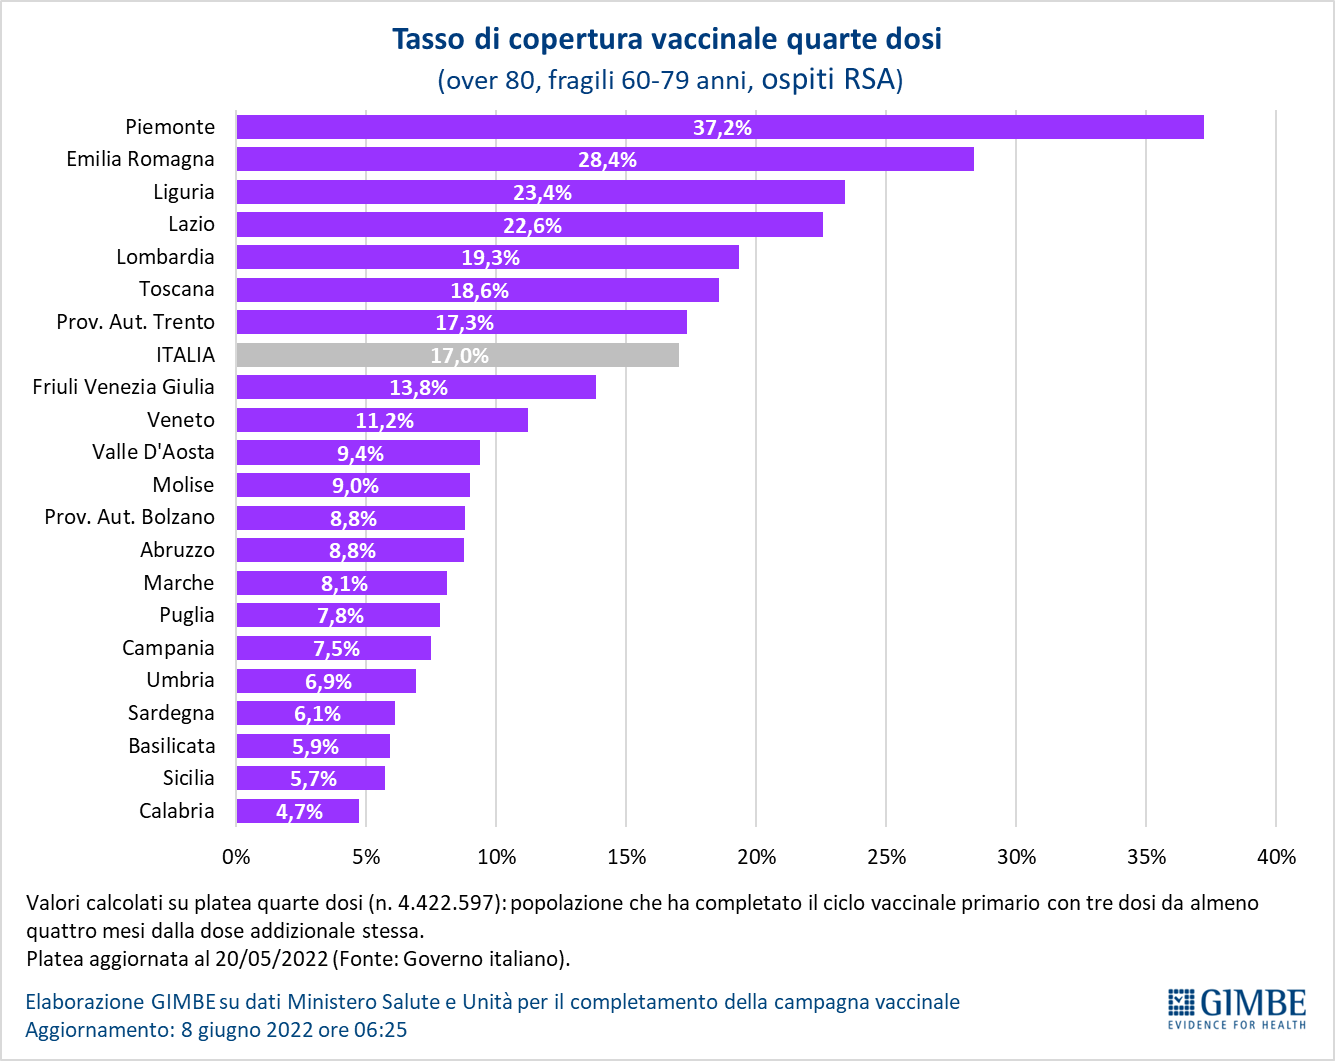 Tasso di copertura vaccinale quarte dosi
(over 80, fragili 60-79 anni, ospiti RSA)
Piemonte 37,2%
Emilia Romagna 28,4%
Liguria 23,4%
Lazio 22,6%
Lombardia 19,3%
Toscana 18,6%
Prov. Aut. Trento 17,3%
ITALIA 17,0%
Friuli Venezia Giulia 13,8%
Veneto 11,2%
Valle D'Aosta 9,4%
Molise 9,0%
Prov. Aut. Bolzano 8,8%
Abruzzo 8,8%
Marche 8,1%
Puglia 7,8%
Campania 7,5%
Umbria 6,9%
Sardegna 6,1%
Basilicata 5,9%
Sicilia 5,7%
Calabria 4,7%
0% 5% 10% 15% 20% 25% 30% 35% 40%
Valori calcolati su platea quarte dosi (n. 4.422.597): popolazione che ha completato il ciclo vaccinale primario con tre dosi da almeno
quattro mesi dalla dose addizionale stessa.
Platea aggiornata al 20/05/2022 (Fonte: Governo italiano).
Elaborazione GIMBE su dati Ministero Salute e Unità per il completamento della campagna vaccinale
Aggiornamento: 8 giugno 2022 ore 06:25
GIMBE
EVIDENCE FOR HEALTH